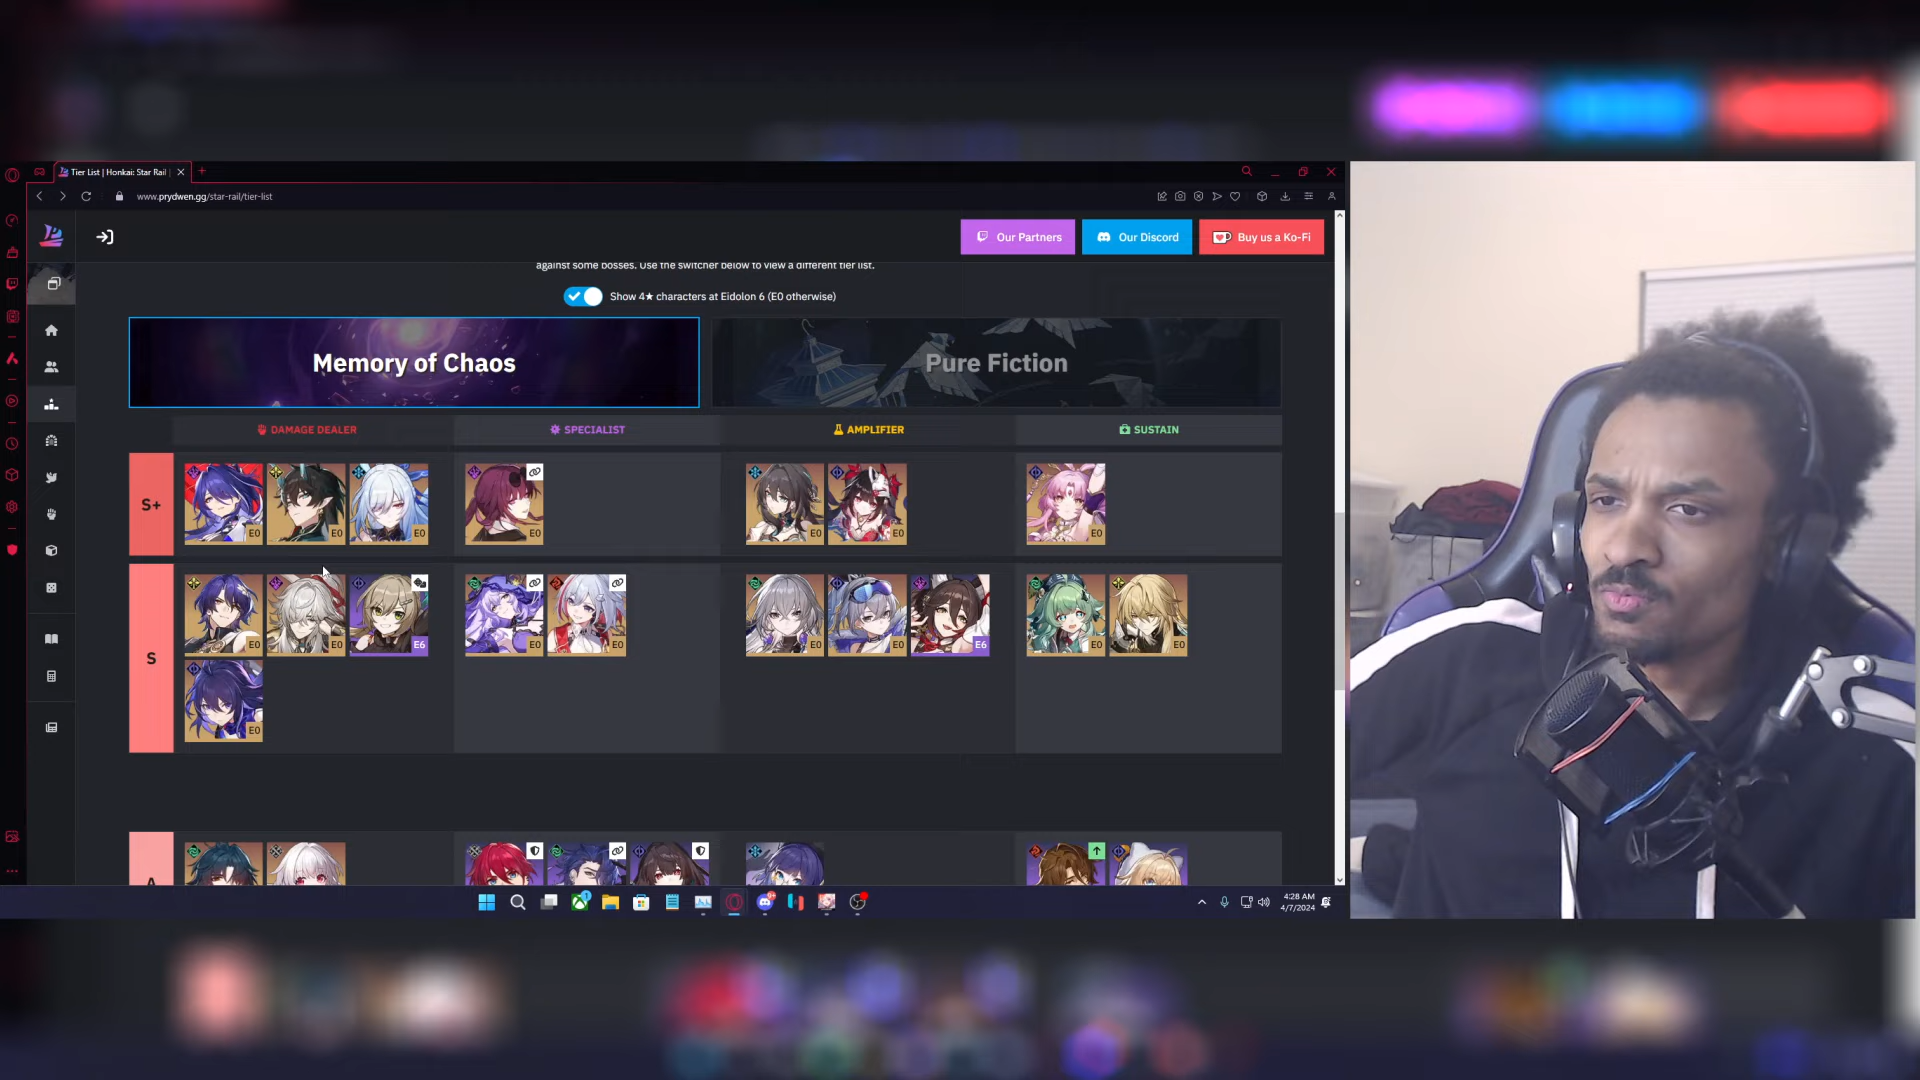 Tier List | Honkai: Star Rail |
www.prydwen.gg/star-rail/tier-list
Our Partners
Our Discord
Buy us a Ko-Fi
against some bosses. Use the switcher below to view a different tier list.
Show 4★ characters at Eidolon 6 (E0 otherwise)
Memory of Chaos
Pure Fiction
DAMAGE DEALER
SPECIALIST
AMPLIFIER
SUSTAIN
S+
E0 E0 E0 E0 E0 E0 E0
S
E0 E0 E6 E0 E0 E0 E0 E6 E0 E0
E0
A
4:28 AM
4/7/2024